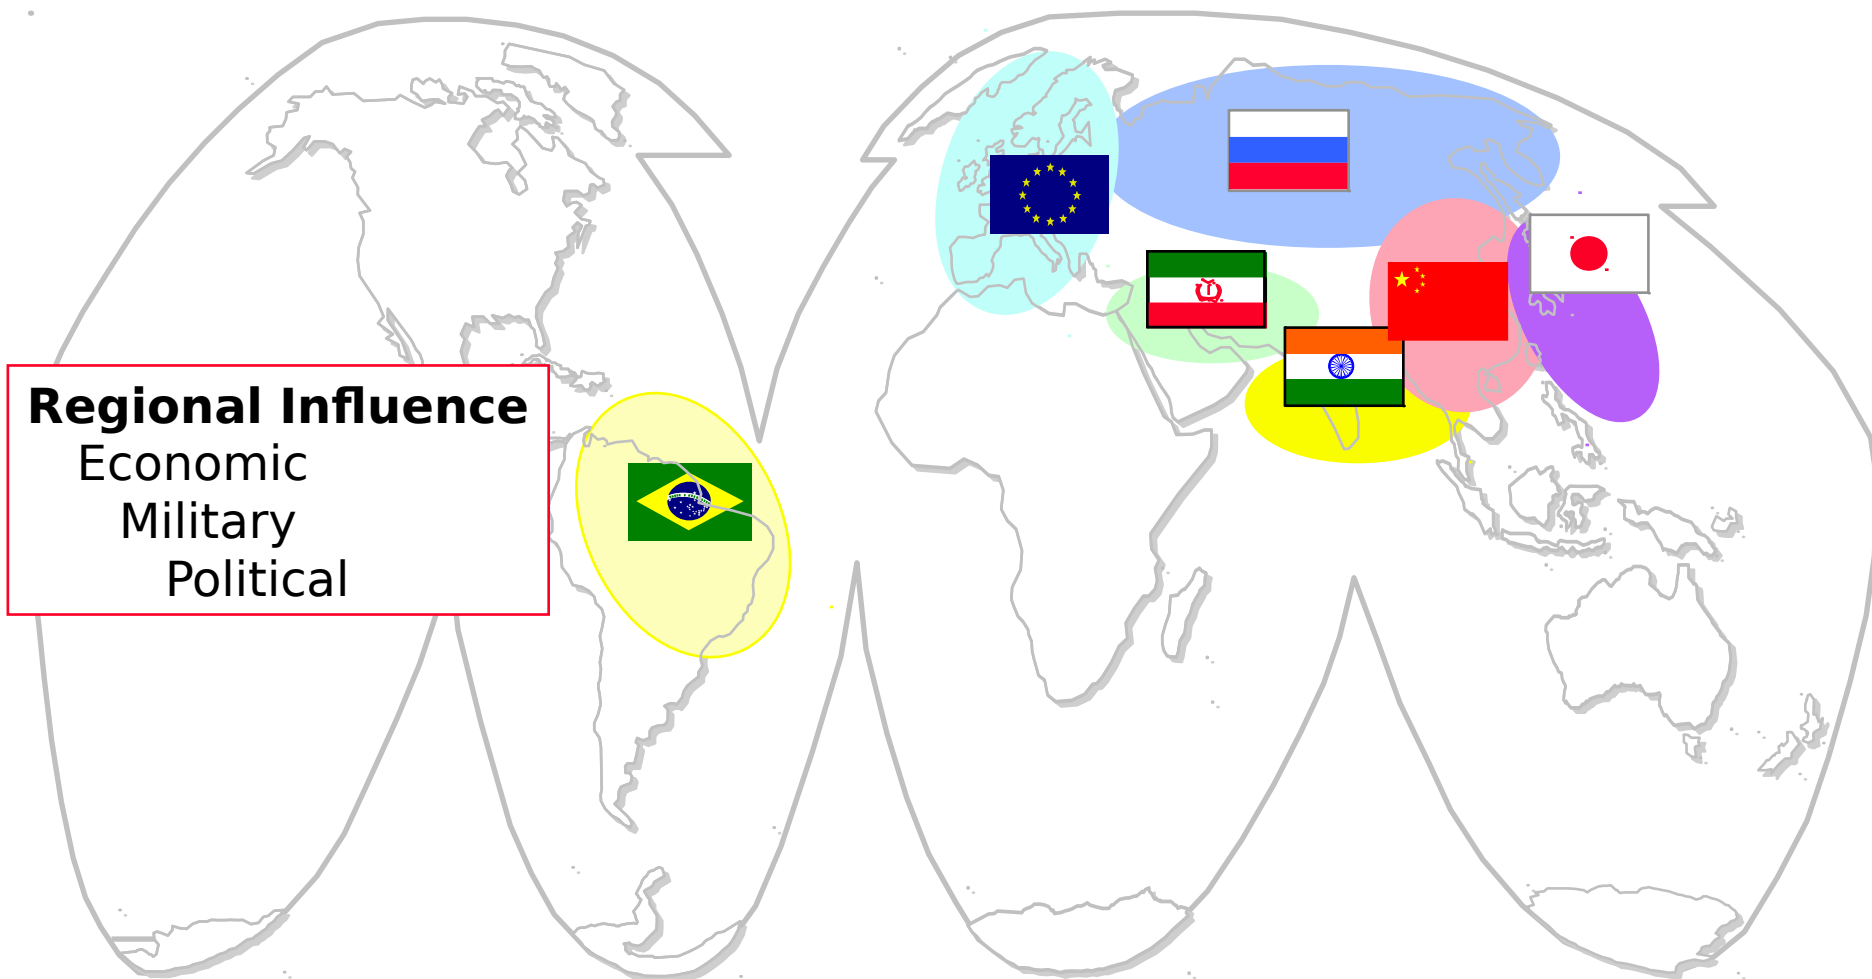 Regional Influence
Economic
Military
Political